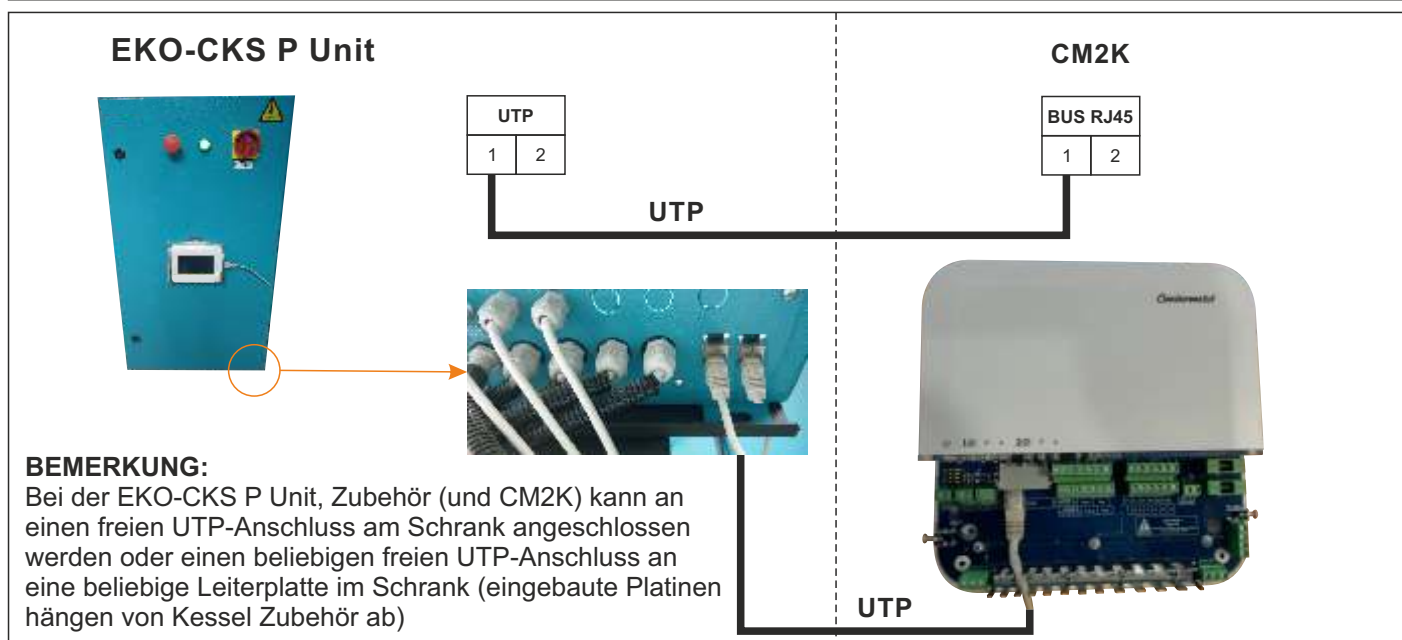 EKO-CKS P Unit
CM2K
UTP
1 2
BUS RJ45
1 2
UTP
Centrometal
BEMERKUNG:
Bei der EKO-CKS P Unit, Zubehör (und CM2K) kann an
einen freien UTP-Anschluss am Schrank angeschlossen
werden oder einen beliebigen freien UTP-Anschluss an
eine beliebige Leiterplatte im Schrank (eingebaute Platinen
hängen von Kessel Zubehör ab)
UTP